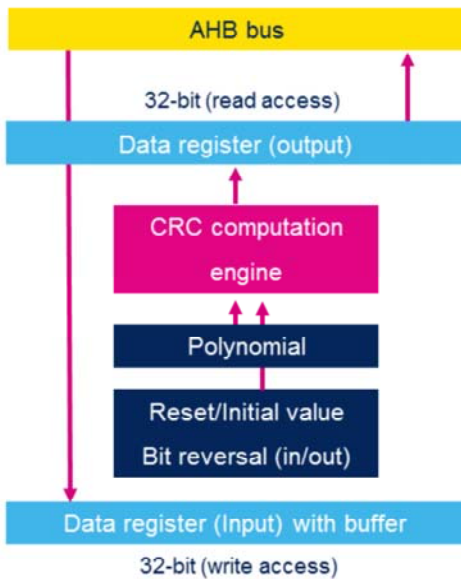 AHB bus
32-bit (read access)
Data register (output)
CRC computation
engine
Polynomial
Reset/Initial value
Bit reversal (in/out)
Data register (Input) with buffer
32-bit (write access)